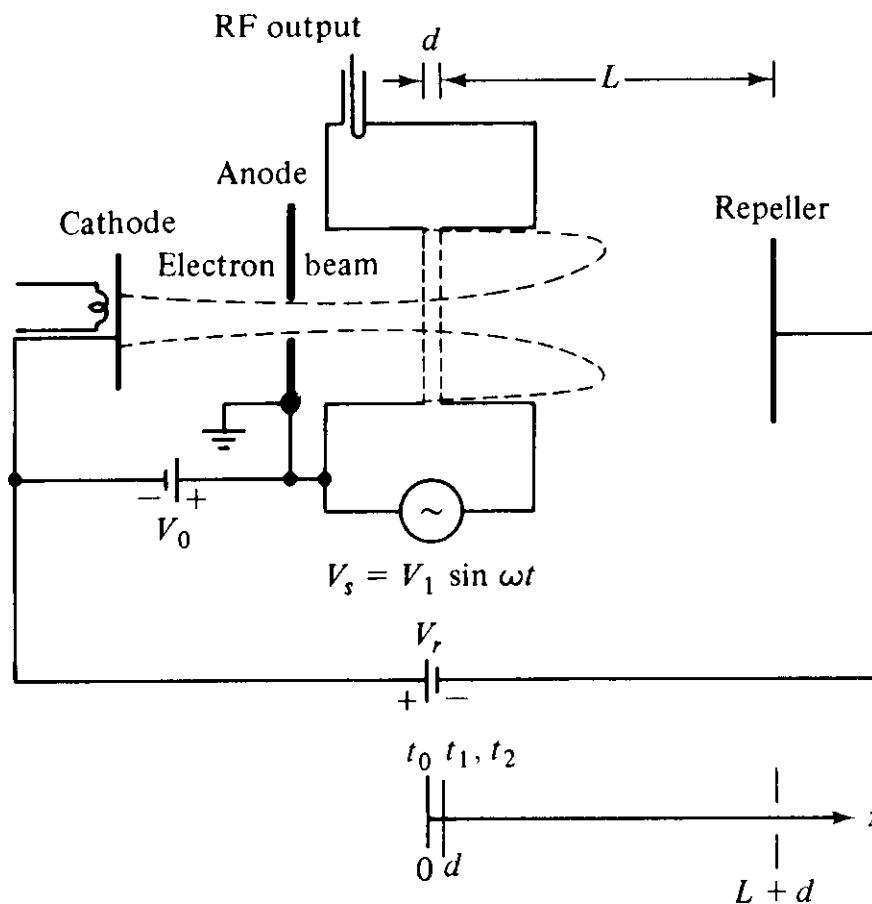 RF output
d
L
Anode
Repeller
Cathode
Electron beam
− +
V₀
~
Vₛ = V₁ sin ωt
Vᵣ
+ −
t₀ t₁, t₂
0 d
L + d